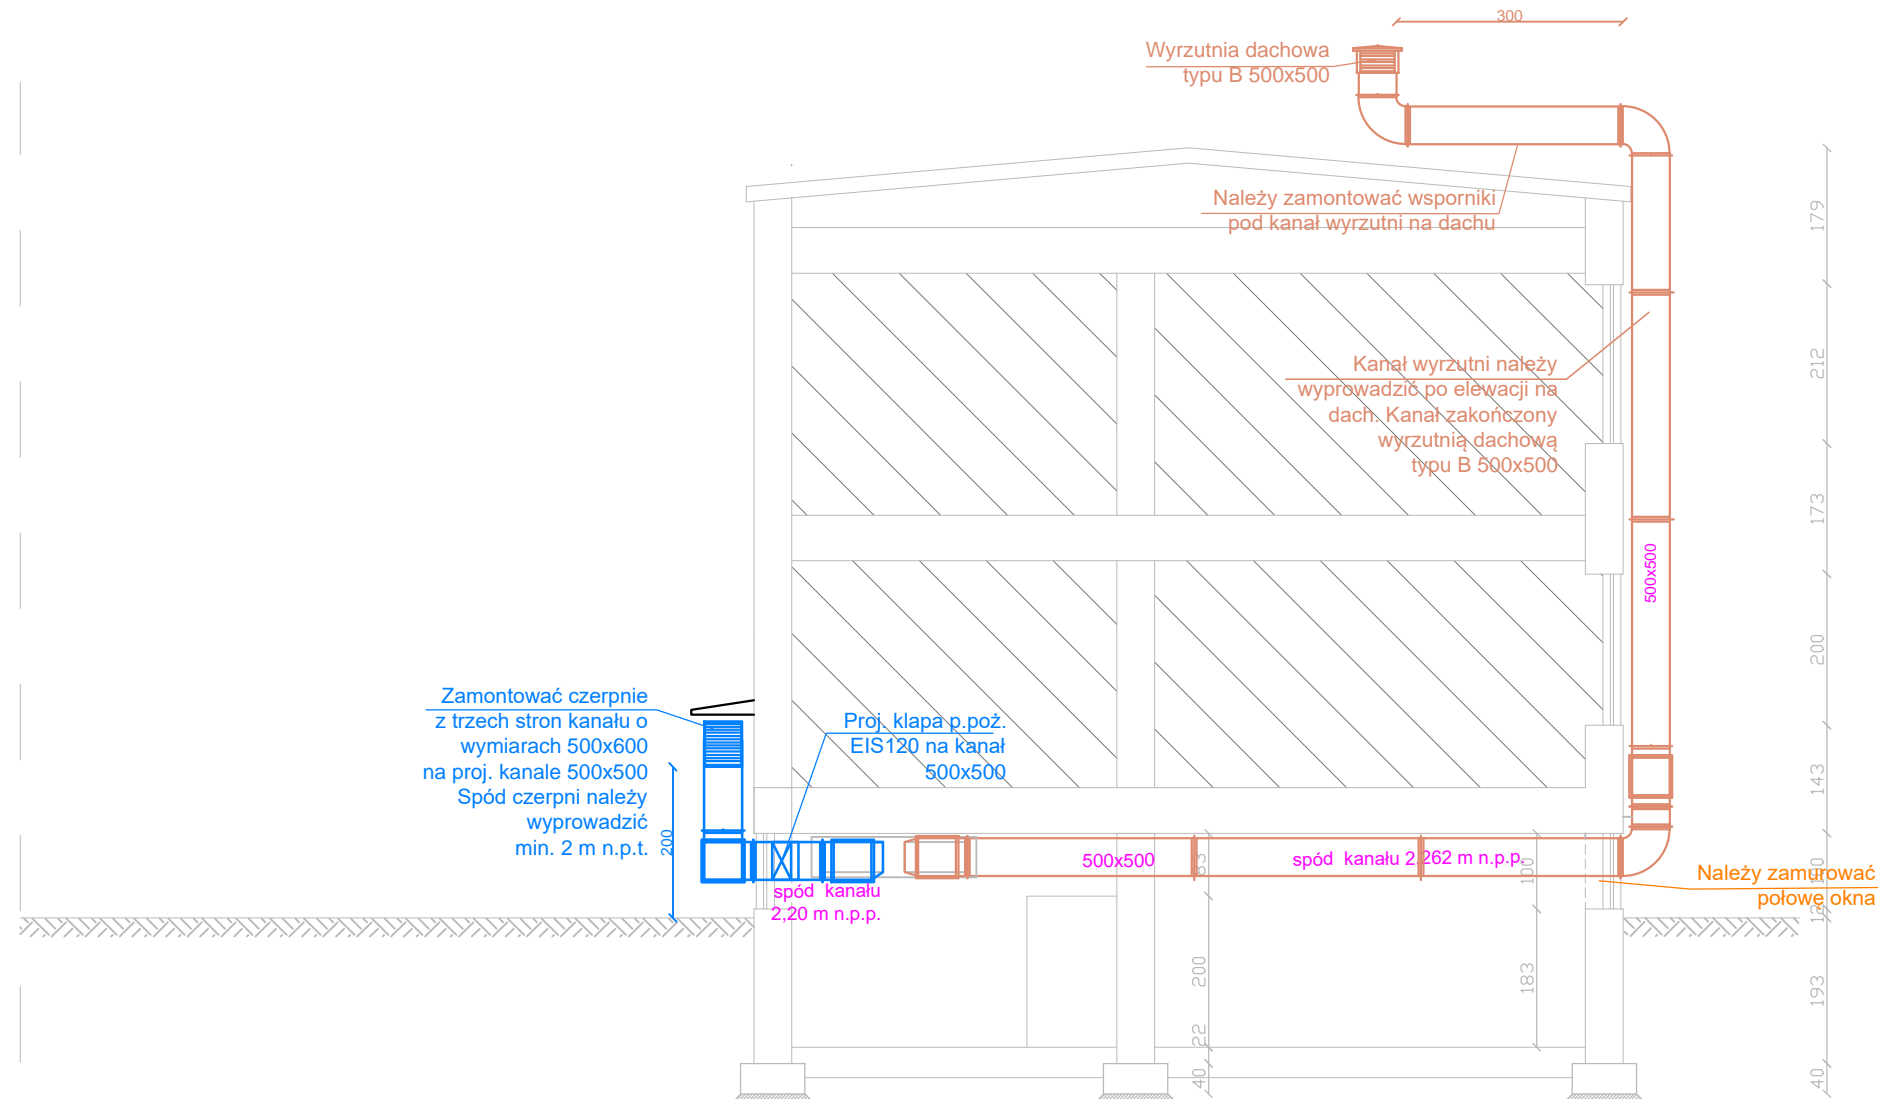 300
Wyrzutnia dachowa
typu B 500x500
Należy zamontować wsporniki
pod kanał wyrzutni na dachu
179
212
Kanał wyrzutni należy
wyprowadzić po elewacji na
dach. Kanał zakończony
wyrzutnią dachową
typu B 500x500
173
500x500
200
Zamontować czerpnie
z trzech stron kanału o
wymiarach 500x600
na proj. kanale 500x500
Spód czerpni należy
wyprowadzić
min. 2 m n.p.t.
200
Proj. klapa p.poż.
EIS120 na kanał
500x500
143
spód kanału
2,20 m n.p.p.
500x500
83
spód kanału 2,262 m n.p.p.
100
Należy zamurować
połowę okna
200
183
193
22
40
40